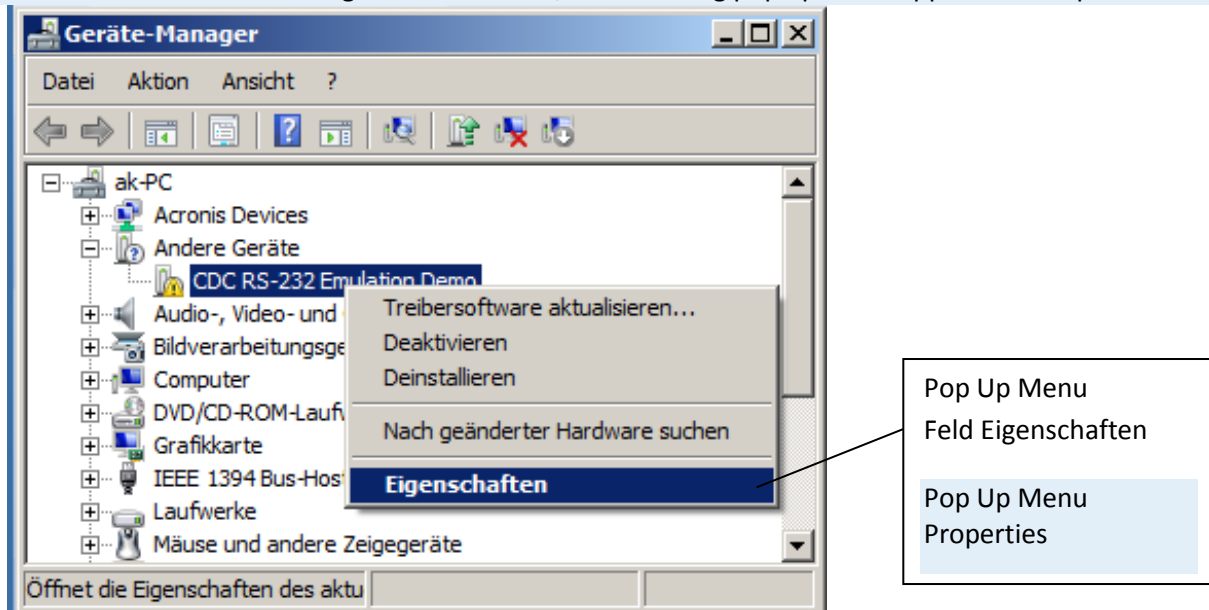 Geräte-Manager
Datei Aktion Ansicht ?
ak-PC
Acronis Devices
Andere Geräte
CDC RS-232 Emulation Demo
Audio-, Video- und
Bildverarbeitungsge
Computer
DVD/CD-ROM-Laufw
Grafikkarte
IEEE 1394 Bus-Host
Laufwerke
Mäuse und andere Zeigegeräte
Öffnet die Eigenschaften des aktu
Treibersoftware aktualisieren...
Deaktivieren
Deinstallieren
Nach geänderter Hardware suchen
Eigenschaften
Pop Up Menu
Feld Eigenschaften
Pop Up Menu
Properties